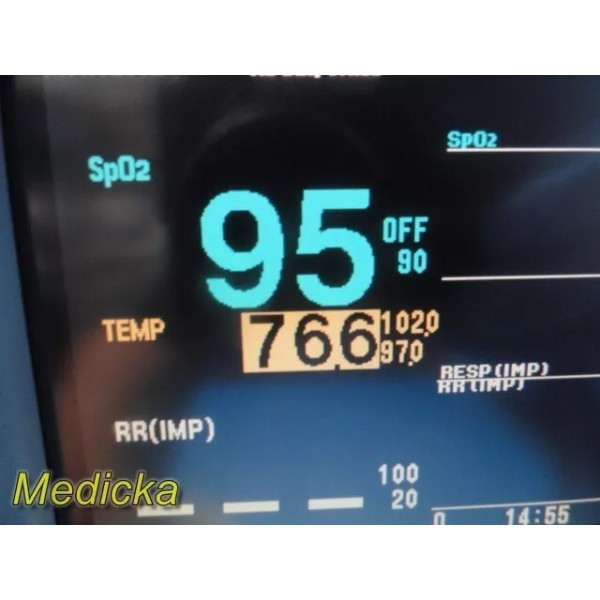 SpO2
SpO2
95
OFF
90
TEMP
76.6
102.0
97.0
RESP(IMP)
RR(IMP)
RR(IMP)
100
20
Medicka
0 14:55